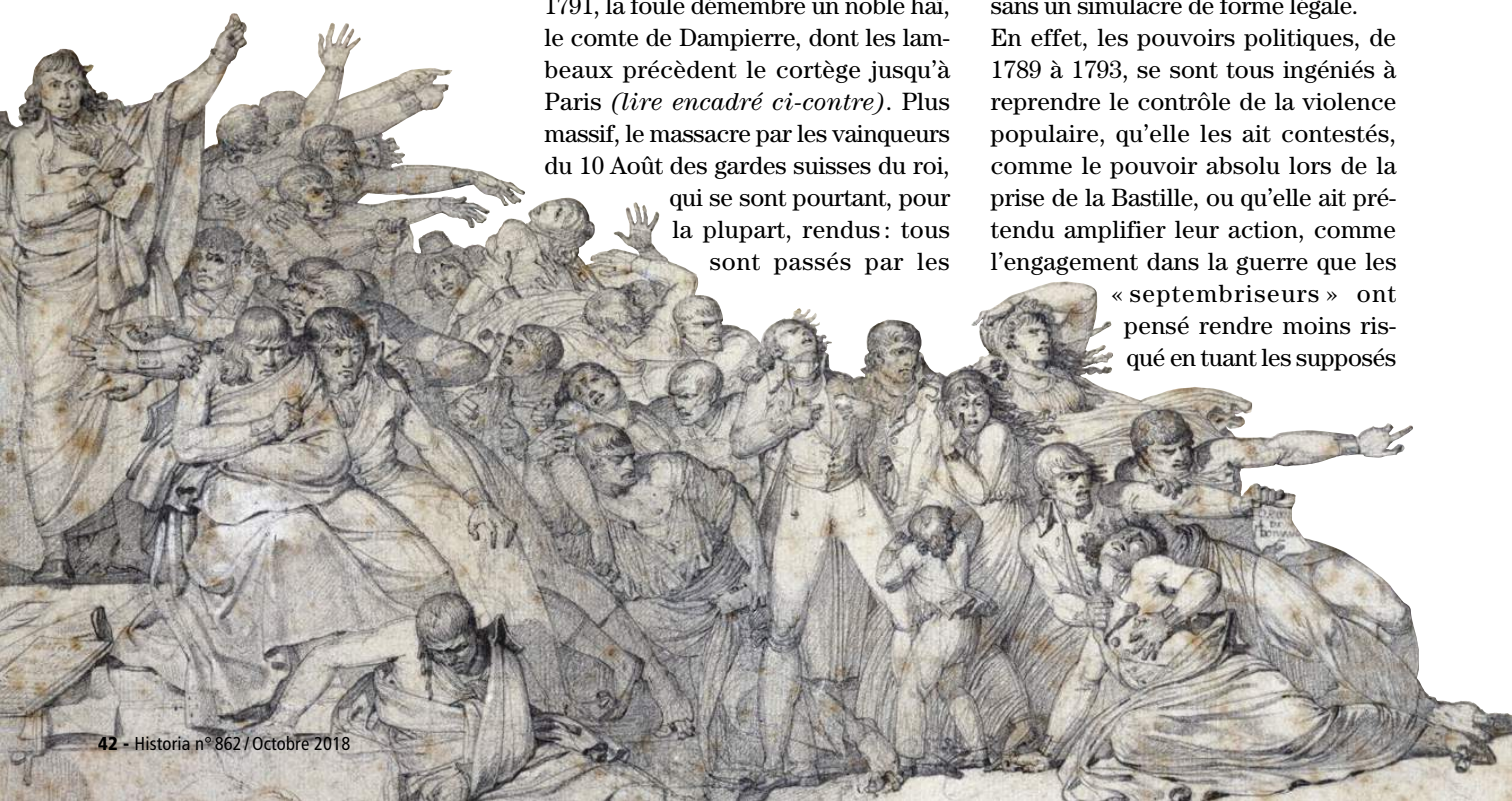 1791, la foule démembre un noble haï,
le comte de Dampierre, dont les lam-
beaux précèdent le cortège jusqu'à
Paris (lire encadré ci-contre). Plus
massif, le massacre par les vainqueurs
du 10 Août des gardes suisses du roi,
qui se sont pourtant, pour
la plupart, rendus : tous
sont passés par les
sans un simulacre de forme légale.
En effet, les pouvoirs politiques, de
1789 à 1793, se sont tous ingéniés à
reprendre le contrôle de la violence
populaire, qu'elle les ait contestés,
comme le pouvoir absolu lors de la
prise de la Bastille, ou qu'elle ait pré-
tendu amplifier leur action, comme
l'engagement dans la guerre que les
« septembriseurs » ont
pensé rendre moins ris-
qué en tuant les supposés
42 - Historia n° 862 / Octobre 2018